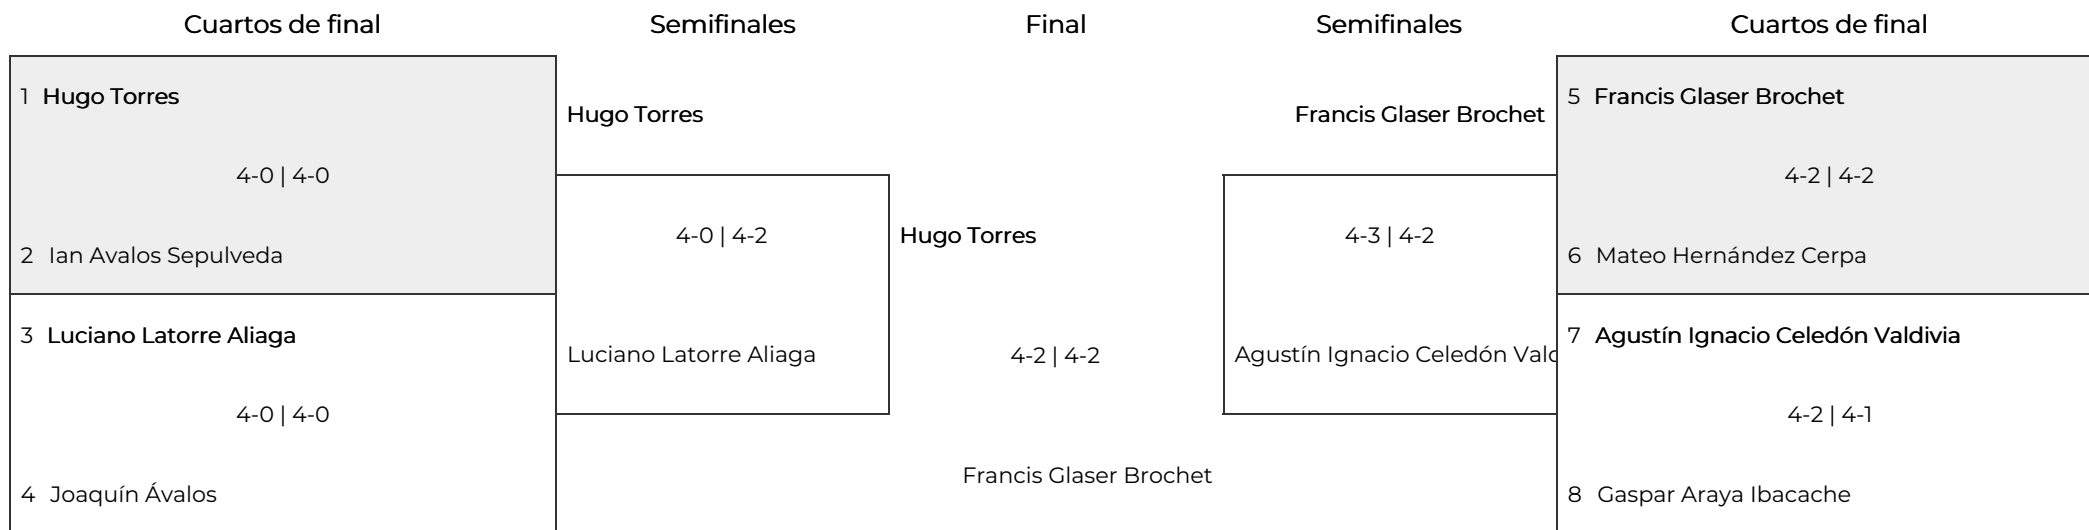 Cuartos de final
Semifinales
Final
Semifinales
Cuartos de final
1 Hugo Torres
4-0 | 4-0
2 Ian Avalos Sepulveda
3 Luciano Latorre Aliaga
4-0 | 4-0
4 Joaquín Ávalos
Hugo Torres
4-0 | 4-2
Luciano Latorre Aliaga
Hugo Torres
4-2 | 4-2
Francis Glaser Brochet
Francis Glaser Brochet
4-3 | 4-2
Agustín Ignacio Celedón Vald
5 Francis Glaser Brochet
4-2 | 4-2
6 Mateo Hernández Cerpa
7 Agustín Ignacio Celedón Valdivia
4-2 | 4-1
8 Gaspar Araya Ibacache